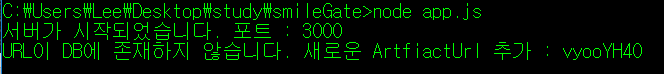 C:₩Users₩Lee₩Desktop₩study₩smileGate>node app.js
서버가 시작되었습니다. 포트 : 3000
URL이 DB에 존재하지 않습니다. 새로운 ArtfiactUrl 추가 : vyooYH40